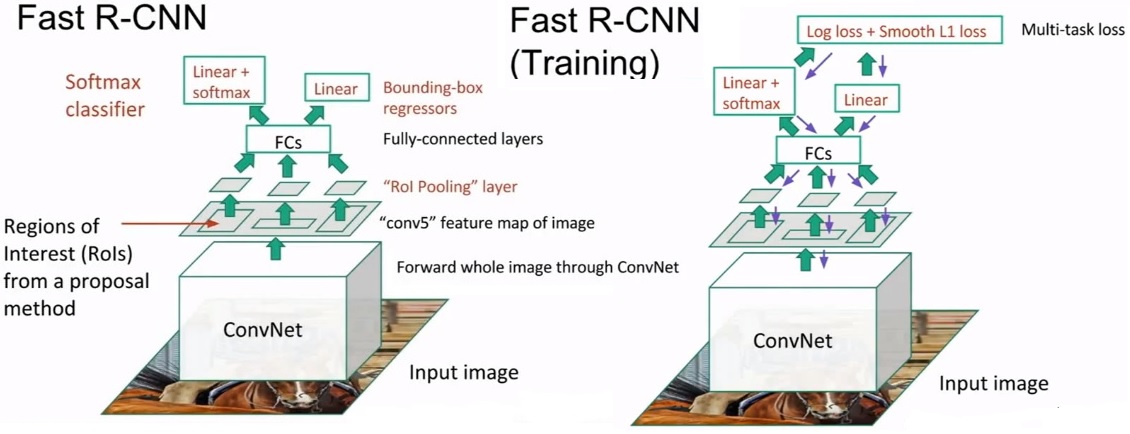 Fast R-CNN
Softmax
classifier
Linear +
softmax
Linear
Bounding-box
regressors
FCs
Fully-connected layers
“RoI Pooling” layer
Regions of
Interest (RoIs)
from a proposal
method
“conv5” feature map of image
Forward whole image through ConvNet
ConvNet
Input image
Fast R-CNN
(Training)
Log loss + Smooth L1 loss
Multi-task loss
Linear +
softmax
Linear
FCs
ConvNet
Input image